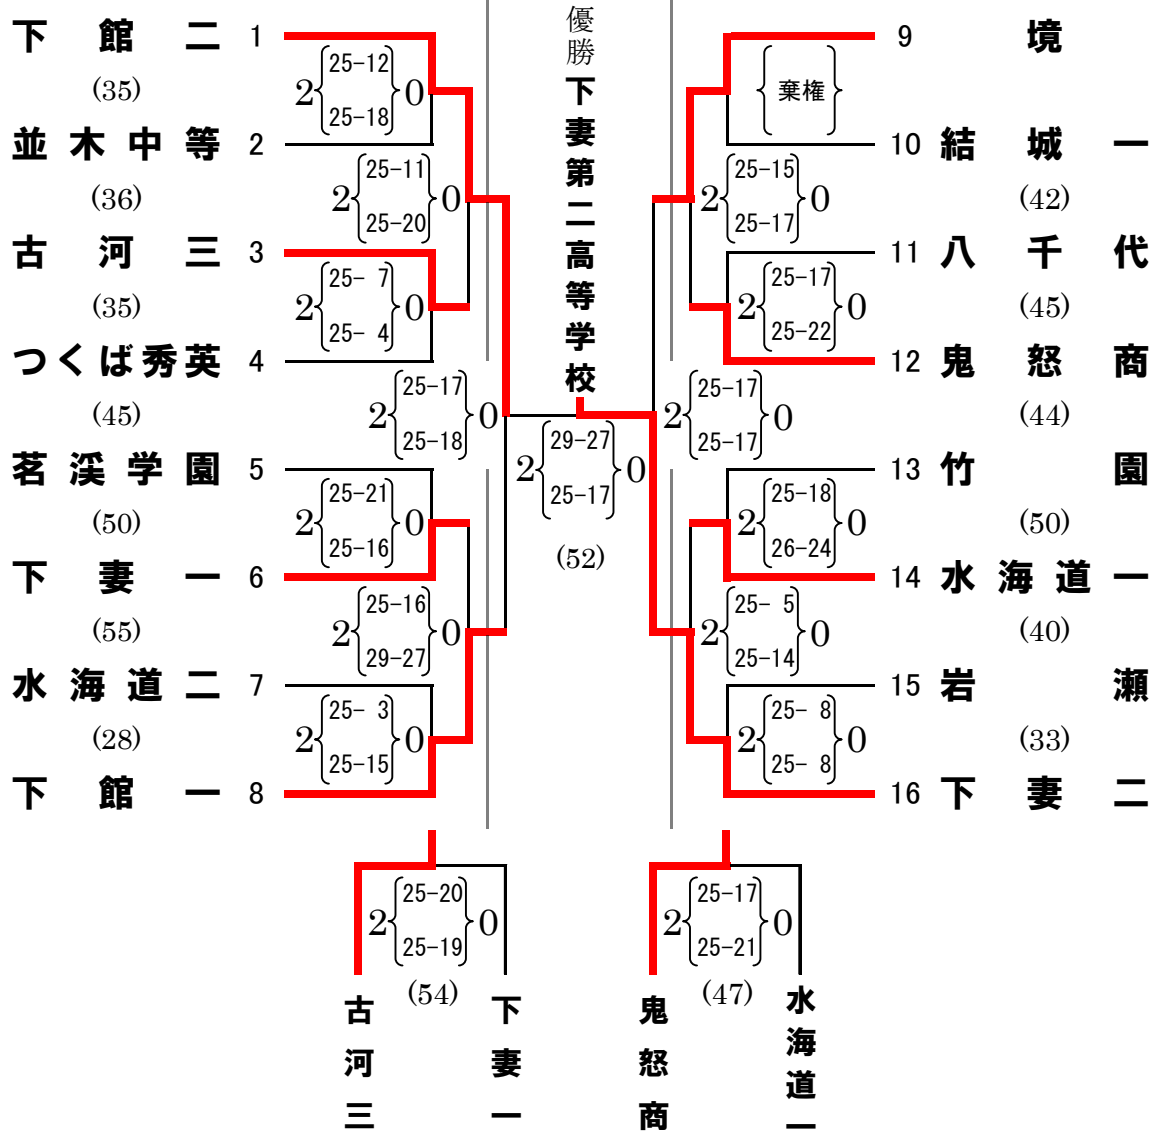 優勝
下妻第二高等学校
下館二 1
(35)
2 25-12 0
25-18
並木中等 2
(36)
2 25-11 0
25-20
古河三 3
(35)
2 25- 7 0
25- 4
つくば秀英 4
(45)
2 25-17 0
25-18
茗渓学園 5
(50)
2 25-21 0
25-16
下妻一 6
(55)
2 25-16 0
29-27
水海道二 7
(28)
2 25- 3 0
25-15
下館一 8
2 29-27 0
25-17
(52)
9 境
棄権
10 結城一
(42)
2 25-15 0
25-17
11 八千代
(45)
2 25-17 0
25-22
12 鬼怒商
(44)
2 25-17 0
25-17
13 竹園
(50)
2 25-18 0
26-24
14 水海道一
(40)
2 25- 5 0
25-14
15 岩瀬
(33)
2 25- 8 0
25- 8
16 下妻二
2 25-20 0
25-19
(54)
古河三
下妻一
2 25-17 0
25-21
(47)
鬼怒商
水海道一